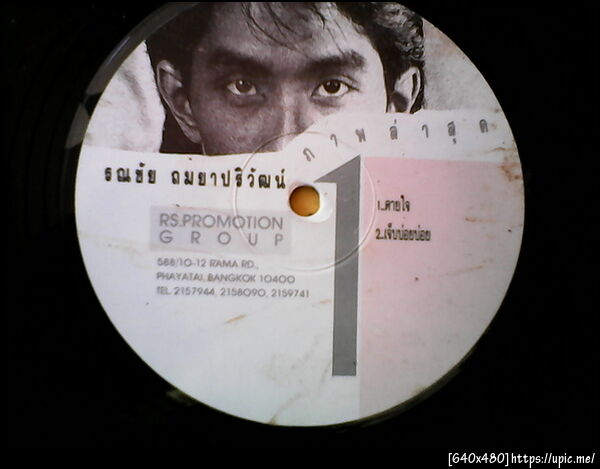 ภาพล่าสุด
รณชัย ถมยาปริวัฒน์
1
1.คายใจ
2.เจ็บบ่อยบ่อย
RS.PROMOTION
GROUP
588/10-12 RAMA RD.,
PHAYATAI, BANGKOK 10400
TEL. 2157944, 2158090, 2159741
[640x480]https://upic.me/